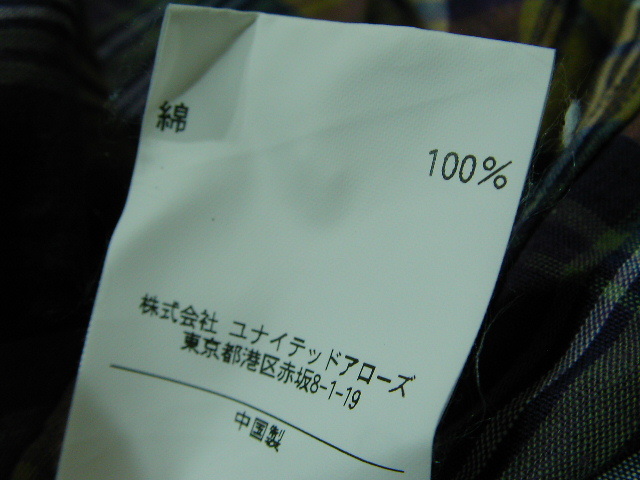 綿
100%
株式会社 ユナイテッドアローズ
東京都港区赤坂8-1-19
中国製